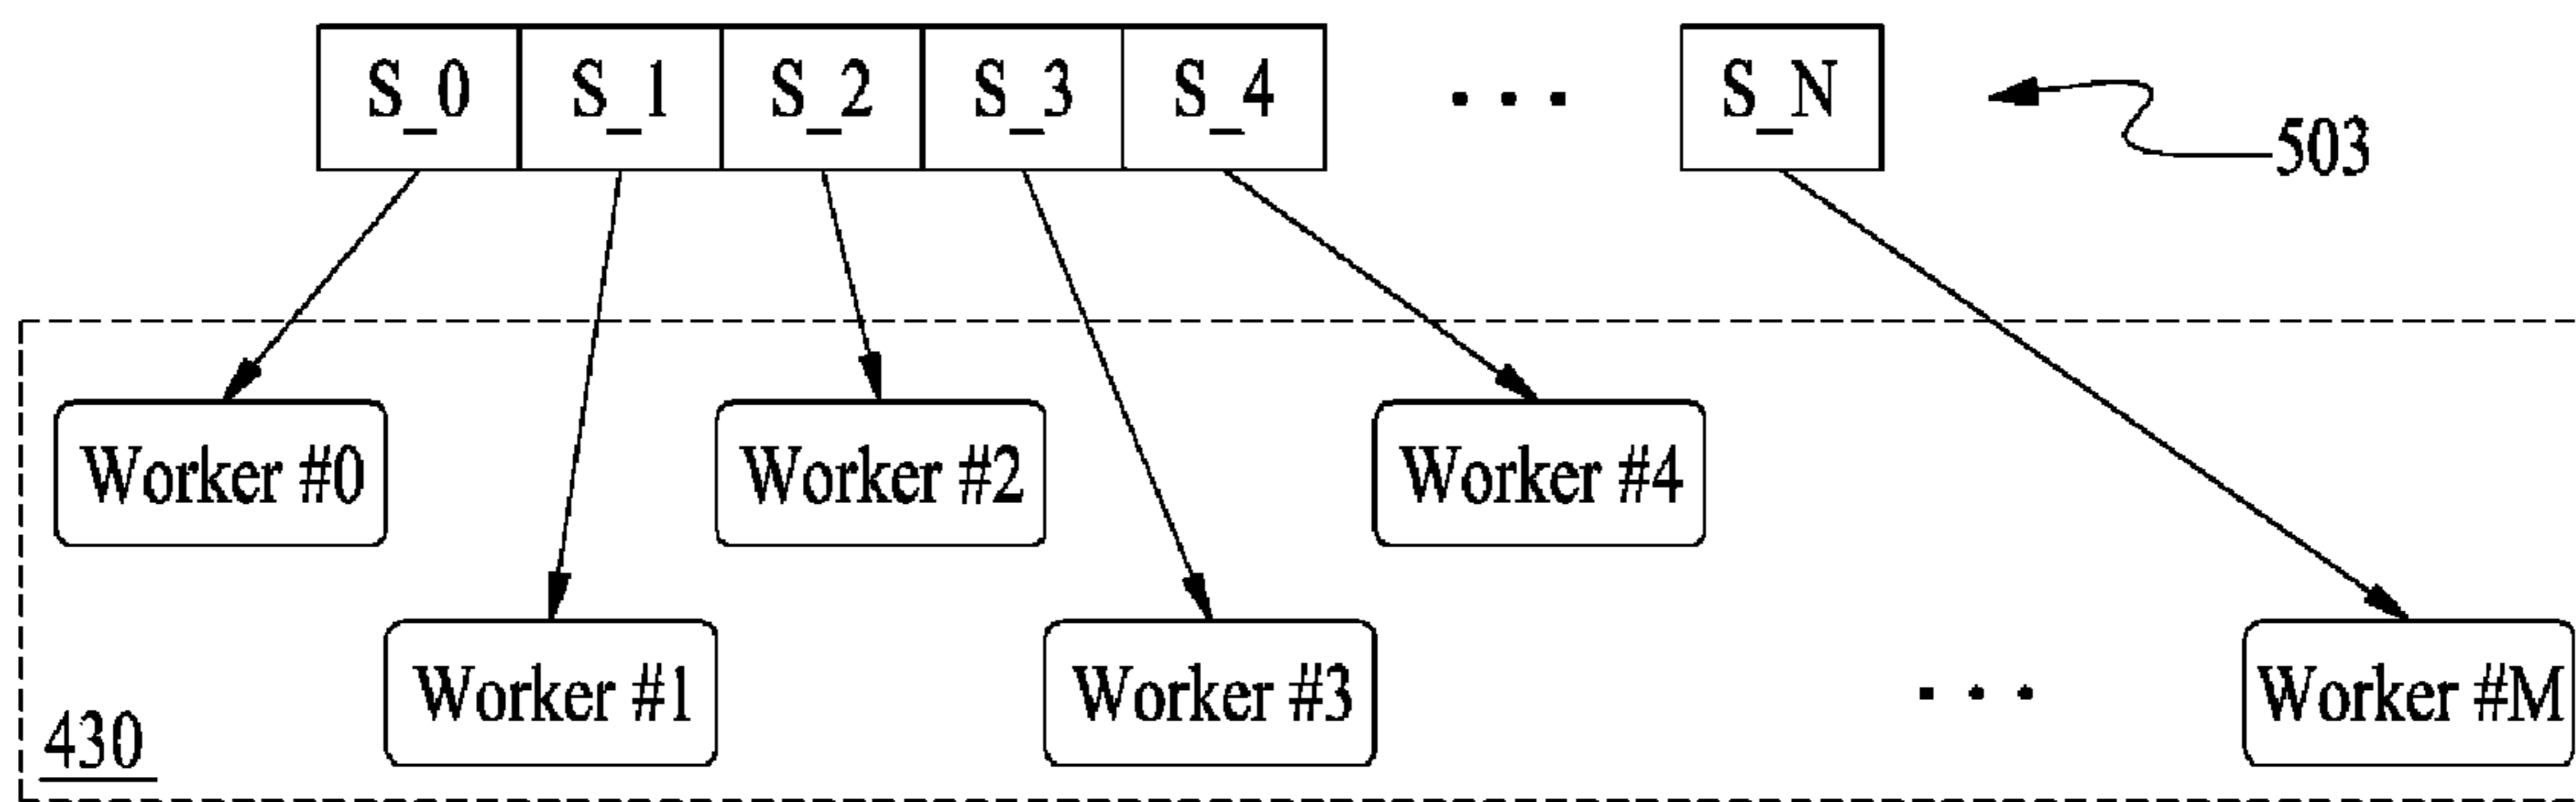 S_0 S_1 S_2 S_3 S_4 ... S_N
503
Worker #0 Worker #2 Worker #4
Worker #1 Worker #3 ... Worker #M
430